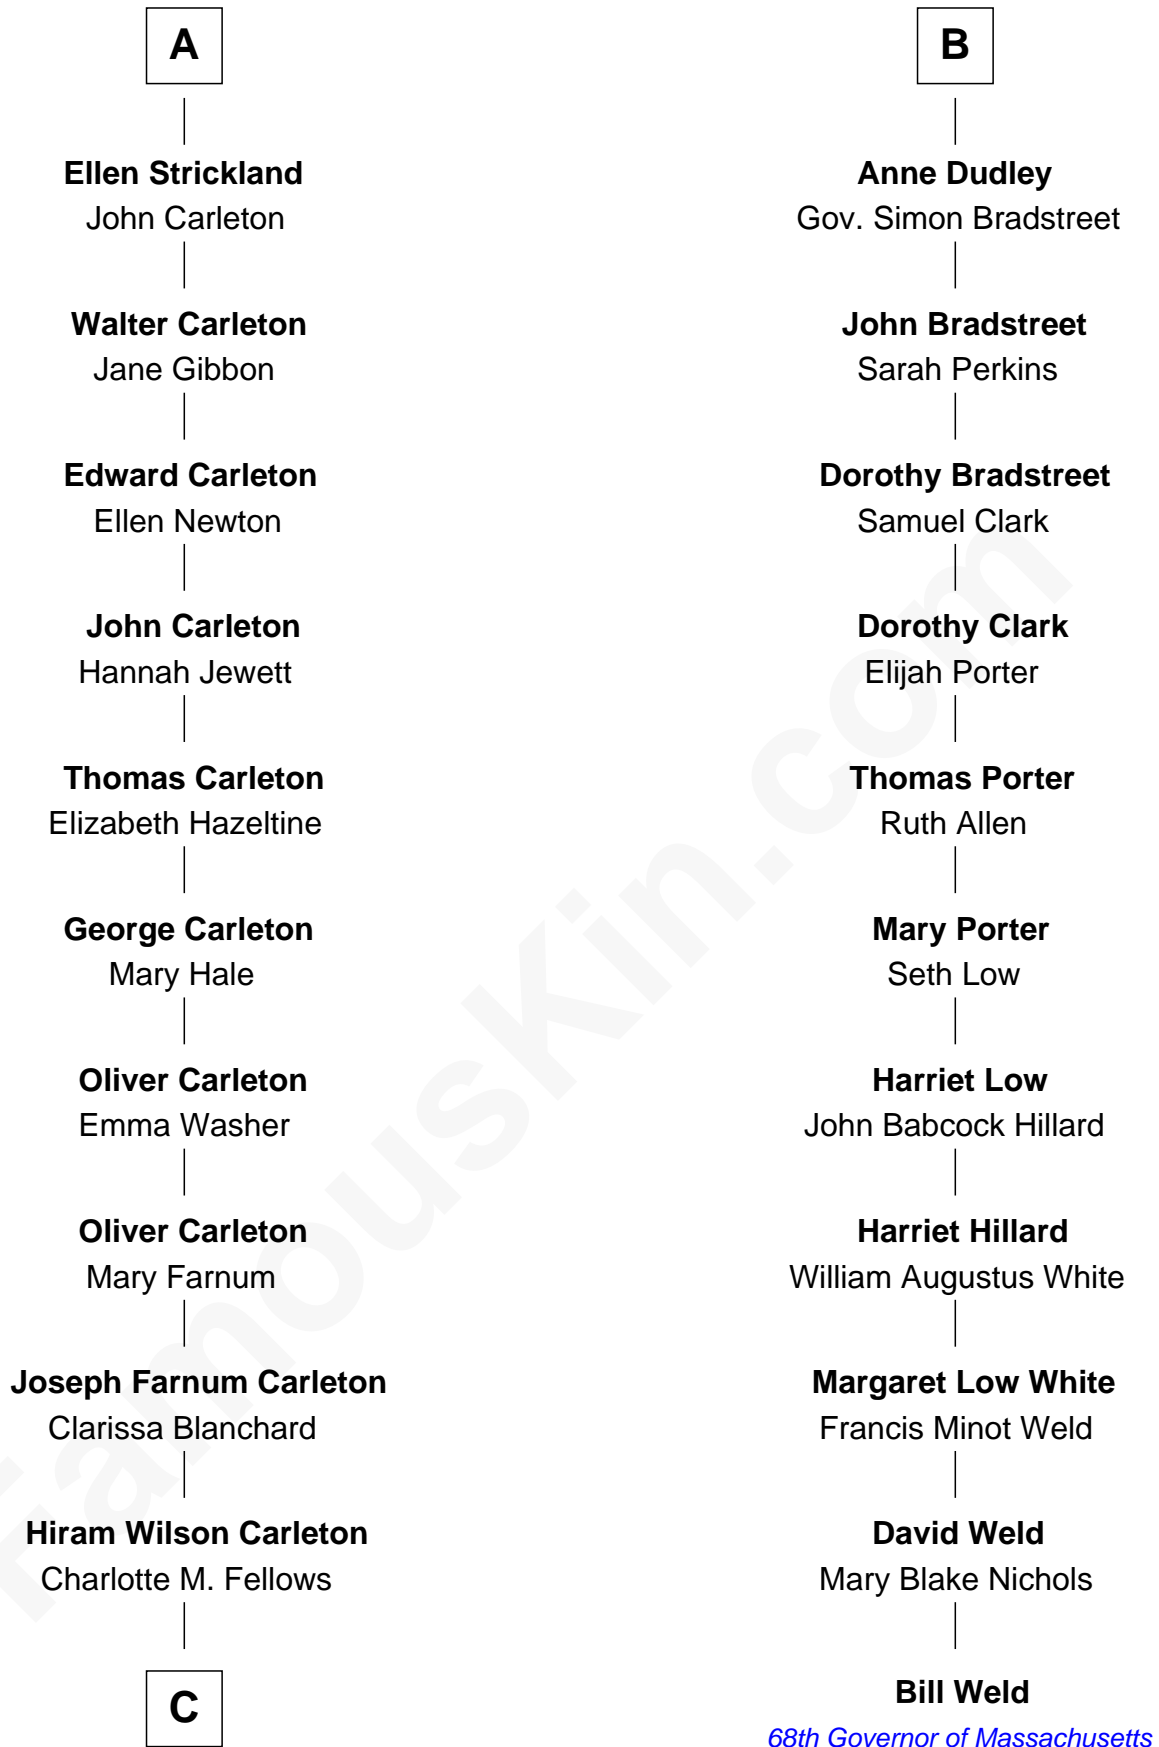 A
Ellen Strickland
John Carleton
Walter Carleton
Jane Gibbon
Edward Carleton
Ellen Newton
John Carleton
Hannah Jewett
Thomas Carleton
Elizabeth Hazeltine
George Carleton
Mary Hale
Oliver Carleton
Emma Washer
Oliver Carleton
Mary Farnum
Joseph Farnum Carleton
Clarissa Blanchard
Hiram Wilson Carleton
Charlotte M. Fellows
C
B
Anne Dudley
Gov. Simon Bradstreet
John Bradstreet
Sarah Perkins
Dorothy Bradstreet
Samuel Clark
Dorothy Clark
Elijah Porter
Thomas Porter
Ruth Allen
Mary Porter
Seth Low
Harriet Low
John Babcock Hillard
Harriet Hillard
William Augustus White
Margaret Low White
Francis Minot Weld
David Weld
Mary Blake Nichols
Bill Weld
68th Governor of Massachusetts
FamousKin.com